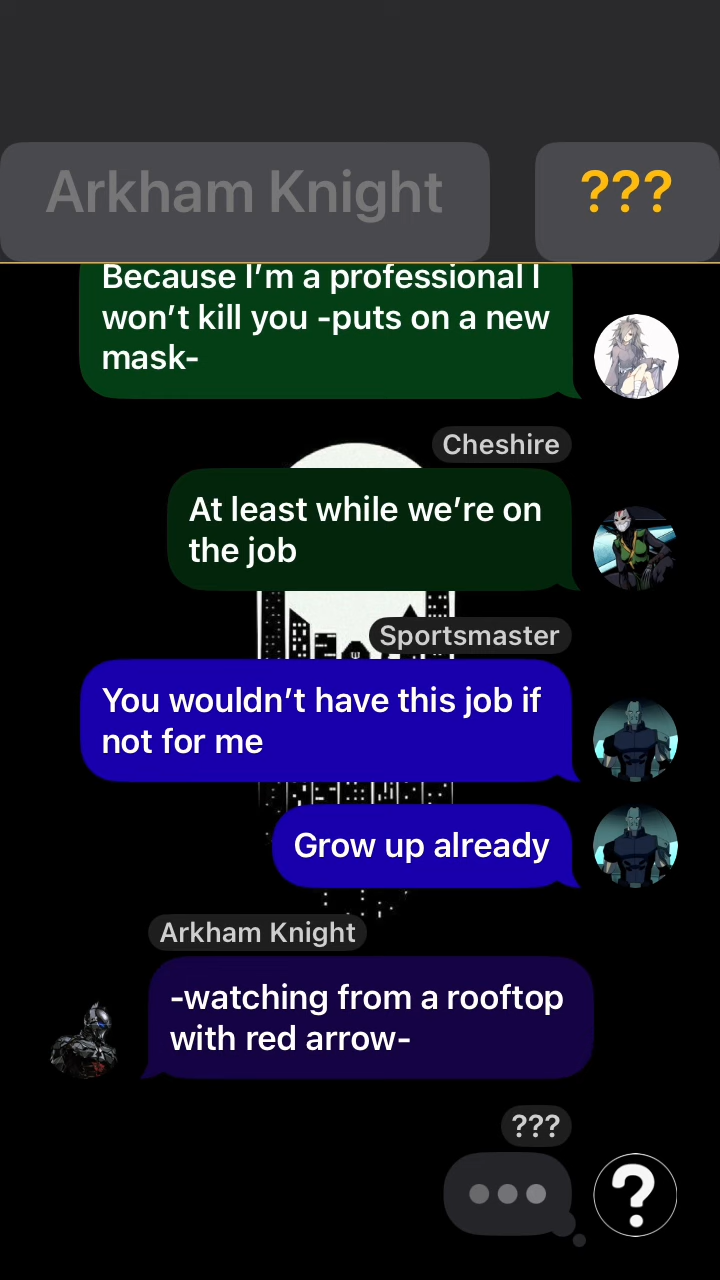 Arkham Knight
???
Because I’m a professional I
won’t kill you -puts on a new
mask-
Cheshire
At least while we’re on
the job
Sportsmaster
You wouldn’t have this job if
not for me
Grow up already
Arkham Knight
-watching from a rooftop
with red arrow-
???
?